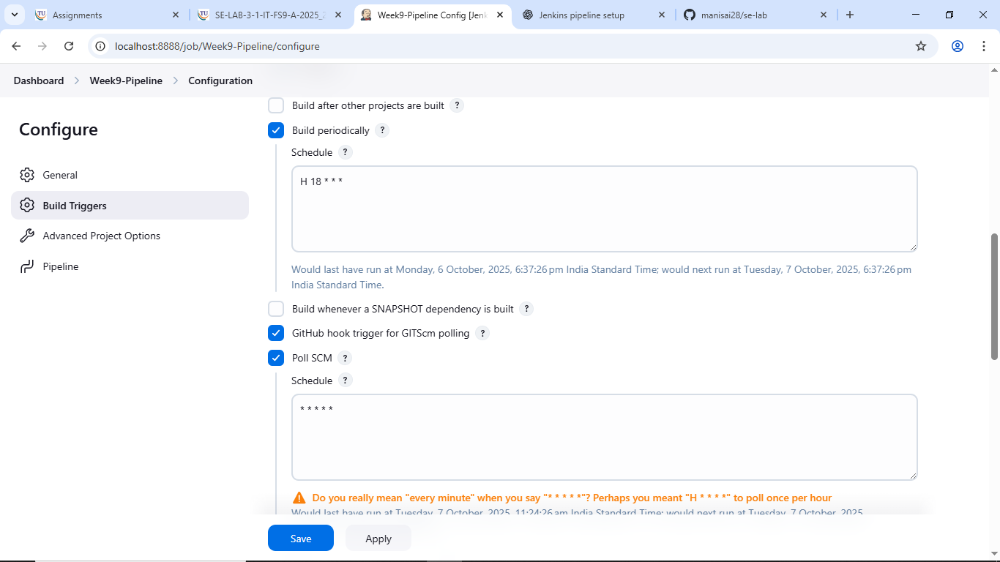 Assignments
SE-LAB-3-1-IT-FS9-A-2025_2
Week9-Pipeline Config [Jenk
Jenkins pipeline setup
manisai28/se-lab
localhost:8888/job/Week9-Pipeline/configure
Dashboard
Week9-Pipeline
Configuration
Configure
General
Build Triggers
Advanced Project Options
Pipeline
Build after other projects are built ?
Build periodically ?
Schedule ?
H 18 * * *
Would last have run at Monday, 6 October, 2025, 6:37:26 pm India Standard Time; would next run at Tuesday, 7 October, 2025, 6:37:26 pm
India Standard Time.
Build whenever a SNAPSHOT dependency is built ?
GitHub hook trigger for GITScm polling ?
Poll SCM ?
Schedule ?
* * * * *
Do you really mean "every minute" when you say "* * * * *"? Perhaps you meant "H * * * *" to poll once per hour
Would last have run at Tuesday, 7 October, 2025, 11:24:26 am India Standard Time; would next run at Tuesday, 7 October, 2025,
Save
Apply